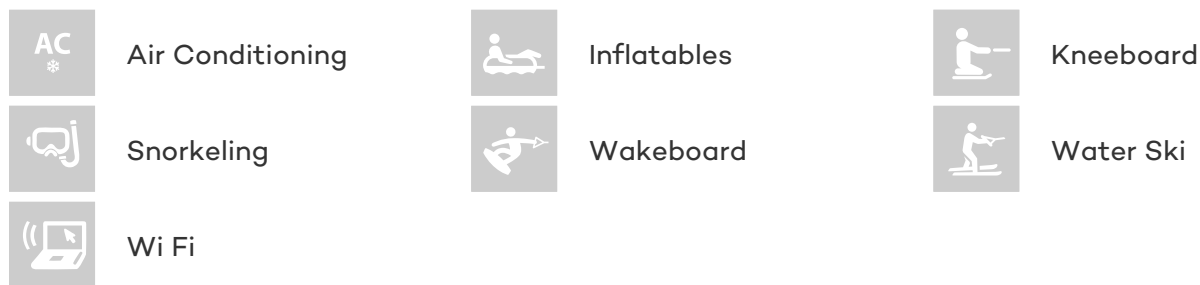 AC
Air Conditioning
Inflatables
Kneeboard
Snorkeling
Wakeboard
Water Ski
Wi Fi